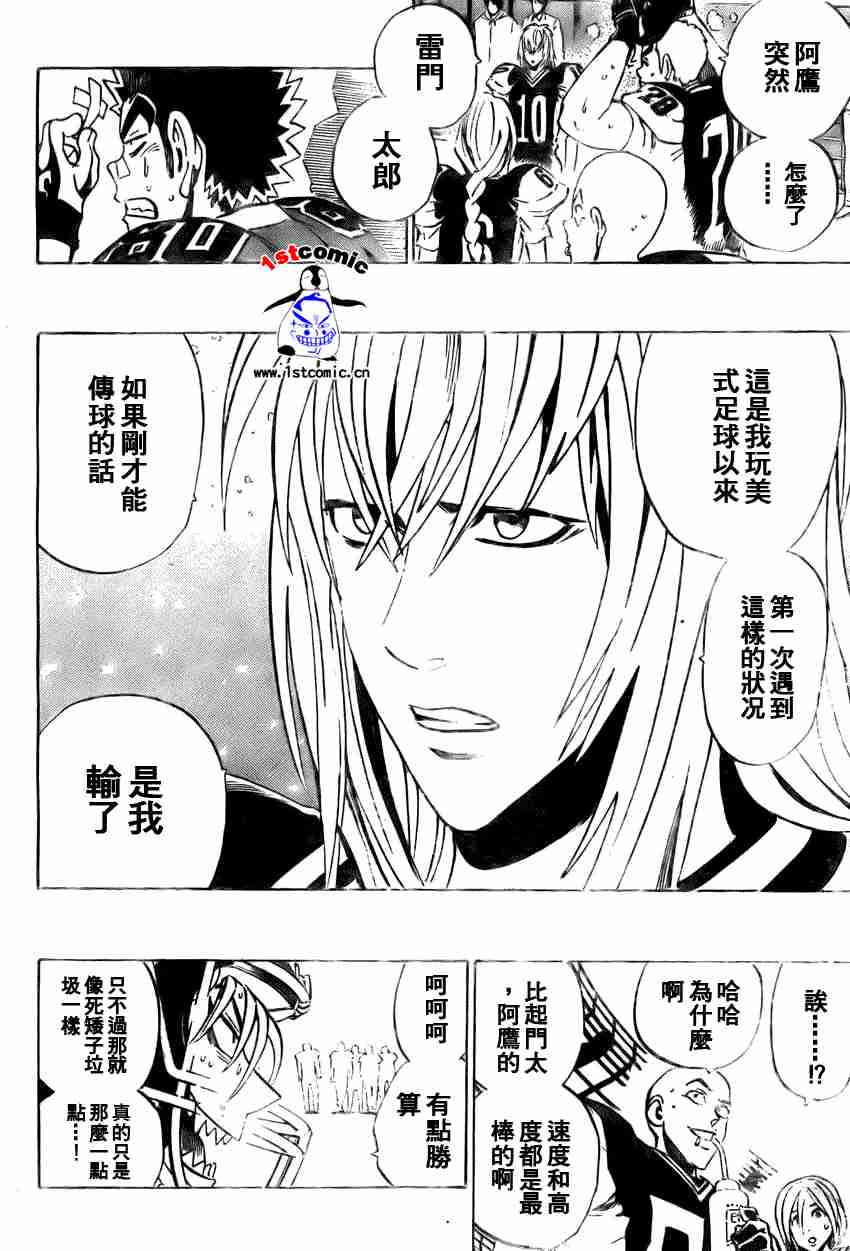 阿鷹
突然
……
怎麼了
雷門
太郎
1stcomic
www.1stcomic.cn
10
28
7
6
0
這是我玩美
式足球以來
第一次遇到
這樣的狀況
如果剛才能
傳球的話
是我
輸了
誒……!?
哈哈
為什麼
啊
比起門太
，阿鷹的
速度和高
度都是最
棒的啊
呵呵呵
有點勝
算
只不過那就
像死矮子垃
圾一樣
真的只是
那麼一點
點……!